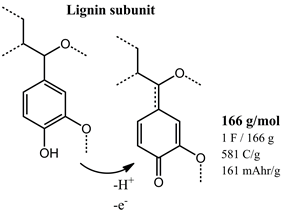 Lignin subunit
O
O
O
OH
O
O
-H+
-e-
166 g/mol
1 F / 166 g
581 C/g
161 mAhr/g